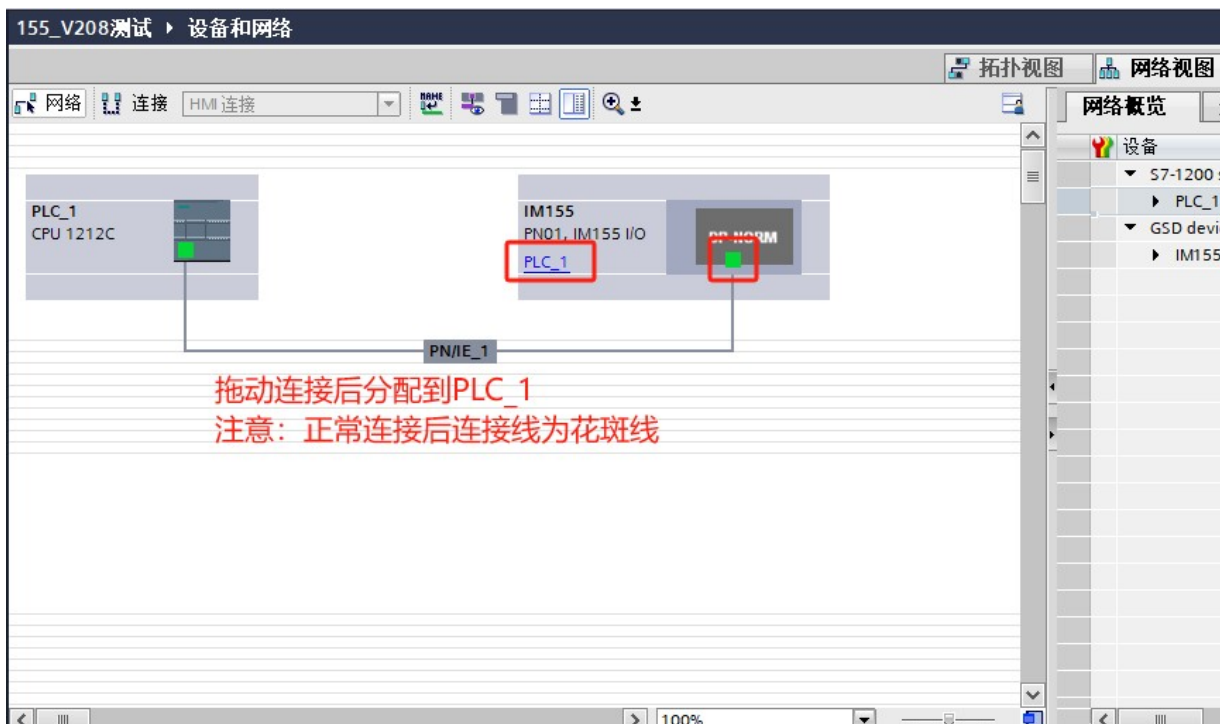 155_V208测试 ▸ 设备和网络
拓扑视图
网络视图
网络
连接
HMI 连接
网络概览
设备
S7-1200
PLC_1
GSD devi
IM155
PLC_1
CPU 1212C
IM155
PN01, IM155 I/O
DP-NORM
PLC_1
PN/IE_1
拖动连接后分配到PLC_1
注意：正常连接后连接线为花斑线
100%